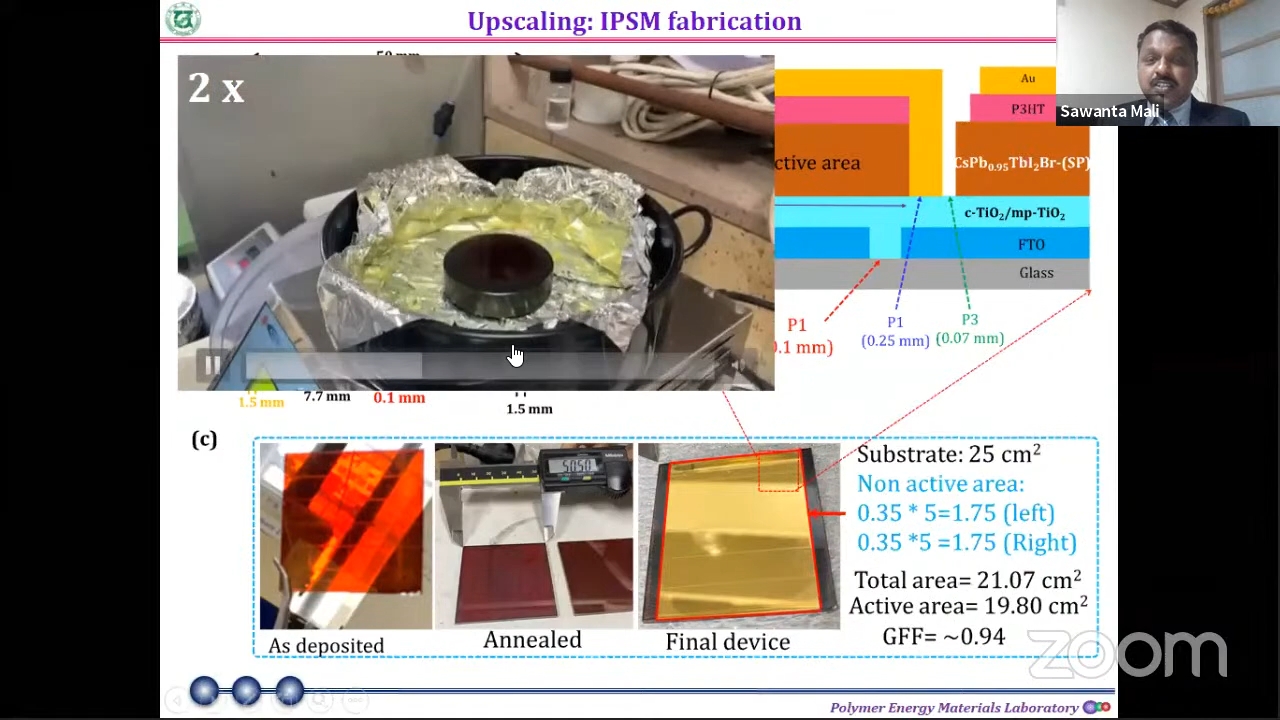 Upscaling: IPSM fabrication
Sawanta Mali
50 mm
2 x
Au
P3HT
ctive area
CsPb0.95TbI2Br-(SP)
c-TiO2/mp-TiO2
FTO
Glass
P1
0.1 mm)
P1
(0.25 mm)
P3
(0.07 mm)
1.5 mm
7.7 mm
0.1 mm
1.5 mm
(c)
5050
As deposited
Annealed
Final device
Substrate: 25 cm2
Non active area:
0.35 * 5=1.75 (left)
0.35 *5 =1.75 (Right)
Total area= 21.07 cm2
Active area= 19.80 cm2
GFF= ~0.94
zoom
Polymer Energy Materials Laboratory